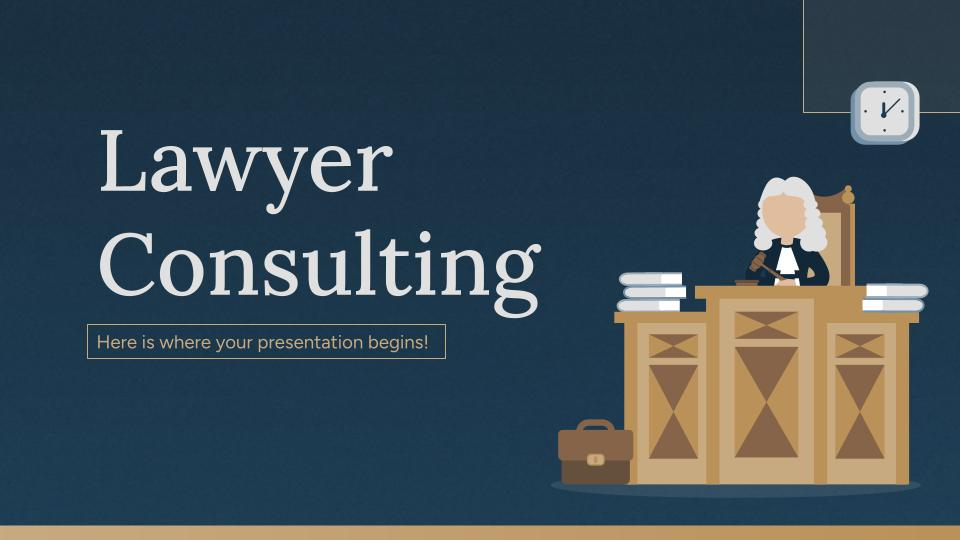 Lawyer
Consulting
Here is where your presentation begins!